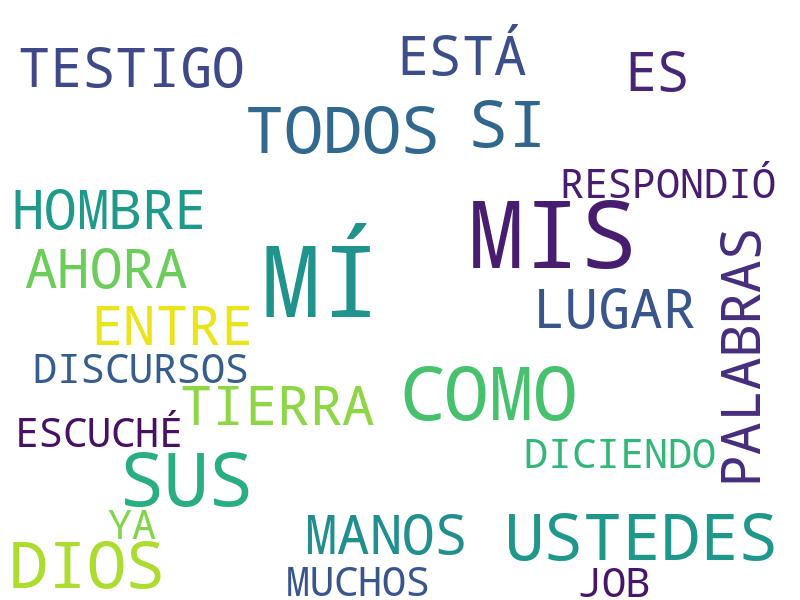 TESTIGO
ESTÁ
ES
TODOS
SI
RESPONDIÓ
HOMBRE
MIS
AHORA
MÍ
PALABRAS
LUGAR
ENTRE
DISCURSOS
TIERRA
COMO
ESCUCHÉ
DICIENDO
SUS
YA
MANOS
USTEDES
DIOS
MUCHOS
JOB